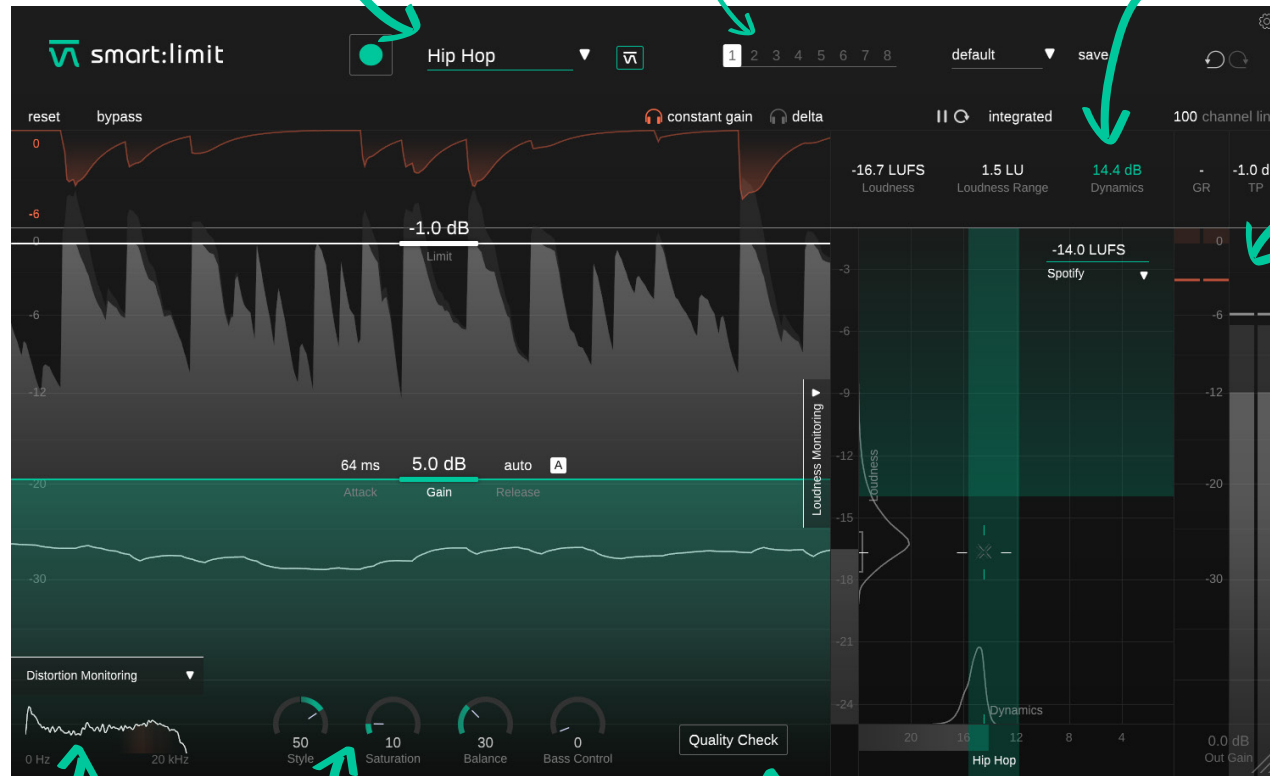 smart:limit
Hip Hop
1 2 3 4 5 6 7 8
default
save
reset bypass
constant gain delta
integrated
100 channel lin
0
-6
-16.7 LUFS 1.5 LU 14.4 dB - -1.0 d
Loudness Loudness Range Dynamics GR TP
-1.0 dB
Limit
0
-6
-12
-20
-30
64 ms 5.0 dB auto A
Attack Gain Release
Loudness Monitoring
-14.0 LUFS
Spotify
-3
-6
-9
-12
-15
-18
-21
-24
Loudness
Dynamics
20 16 12 8 4
Hip Hop
0
-6
-12
-20
-30
0.0 dB
Out Gain
Distortion Monitoring
0 Hz 20 kHz
50 10 30 0
Style Saturation Balance Bass Control
Quality Check